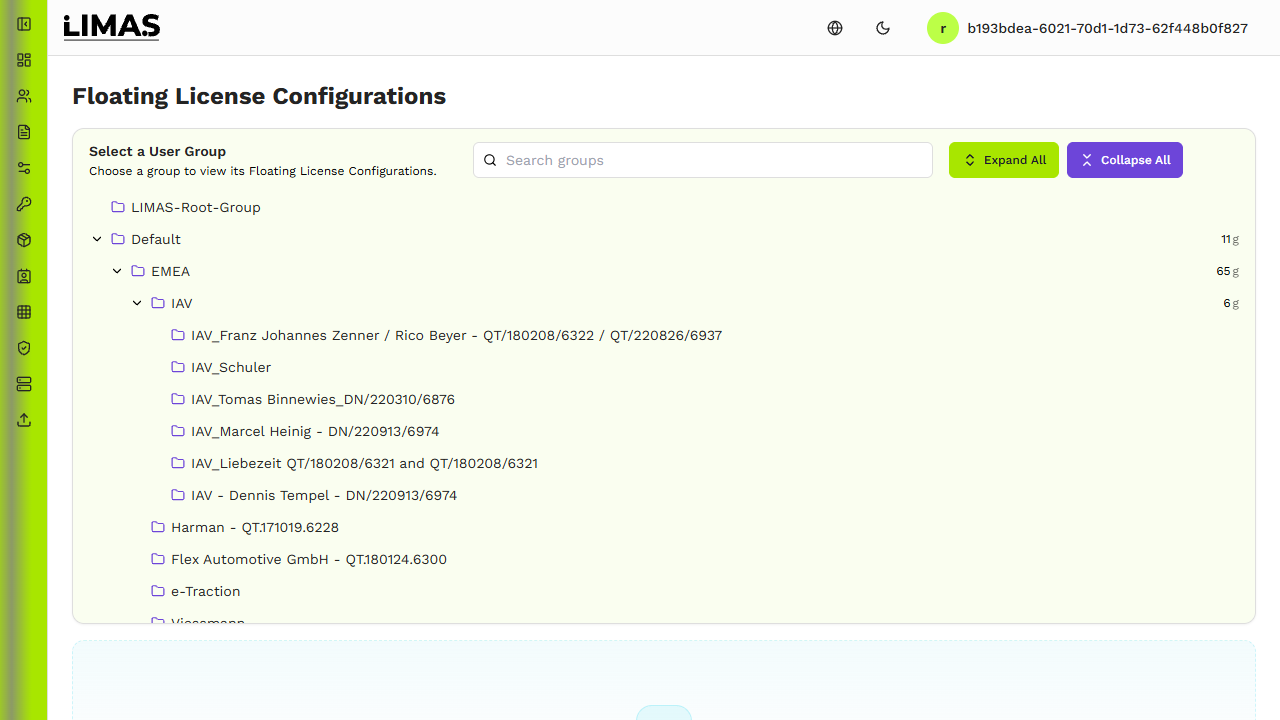 LIMAS
r
b193bdea-6021-70d1-1d73-62f448b0f827
Floating License Configurations
Select a User Group
Choose a group to view its Floating License Configurations.
Search groups
Expand All
Collapse All
LIMAS-Root-Group
Default
11 g
EMEA
65 g
IAV
6 g
IAV_Franz Johannes Zenner / Rico Beyer - QT/180208/6322 / QT/220826/6937
IAV_Schuler
IAV_Tomas Binnewies_DN/220310/6876
IAV_Marcel Heinig - DN/220913/6974
IAV_Liebezeit QT/180208/6321 and QT/180208/6321
IAV - Dennis Tempel - DN/220913/6974
Harman - QT.171019.6228
Flex Automotive GmbH - QT.180124.6300
e-Traction
Viessmann